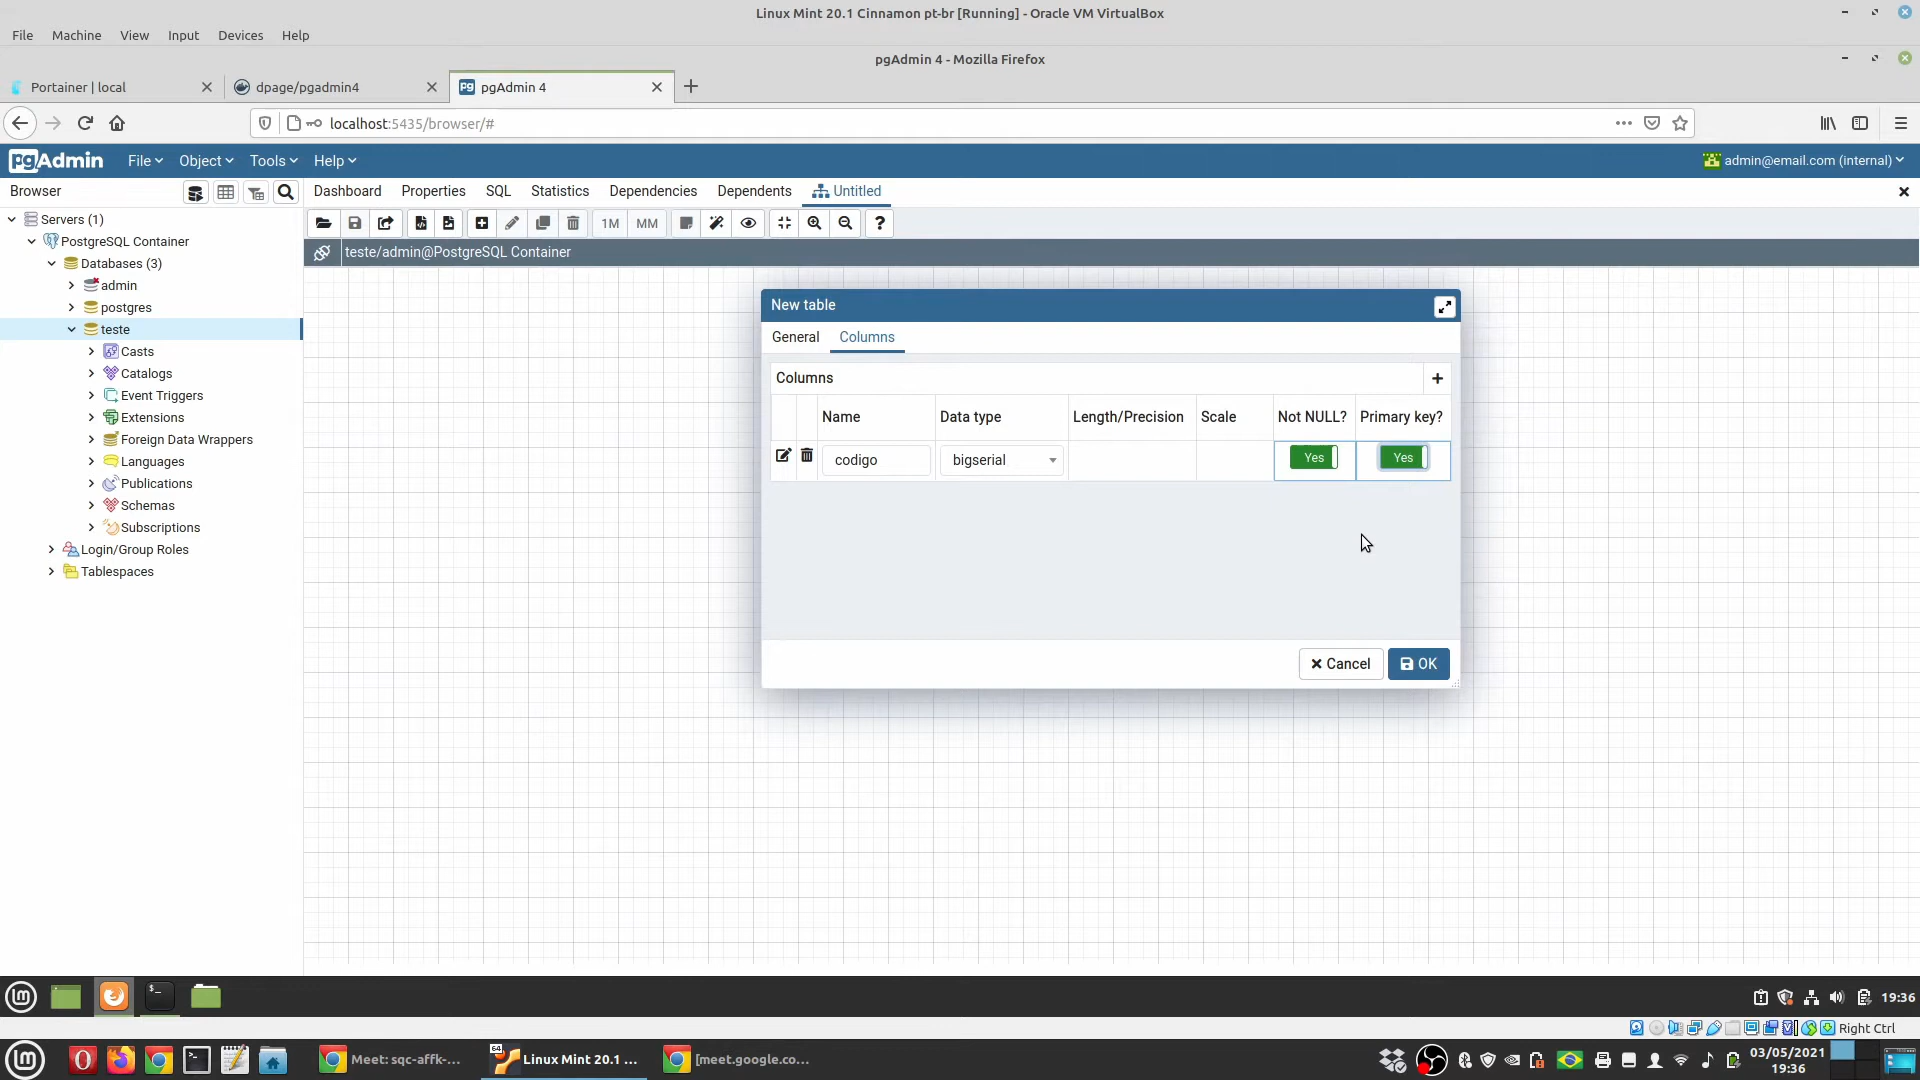 Linux Mint 20.1 Cinnamon pt-br [Running] - Oracle VM VirtualBox
File Machine View Input Devices Help
pgAdmin 4 - Mozilla Firefox
Portainer | local
dpage/pgadmin4
pgAdmin 4
localhost:5435/browser/#
pgAdmin File Object Tools Help
admin@email.com (internal)
Browser
Dashboard Properties SQL Statistics Dependencies Dependents Untitled
1M MM ?
teste/admin@PostgreSQL Container
Servers (1)
PostgreSQL Container
Databases (3)
admin
postgres
teste
Casts
Catalogs
Event Triggers
Extensions
Foreign Data Wrappers
Languages
Publications
Schemas
Subscriptions
Login/Group Roles
Tablespaces
New table
General Columns
Columns
Name Data type Length/Precision Scale Not NULL? Primary key?
codigo bigserial Yes Yes
Cancel OK
19:36
Right Ctrl
Meet: sqc-affk-...
Linux Mint 20.1 ...
[meet.google.co...
03/05/2021
19:36